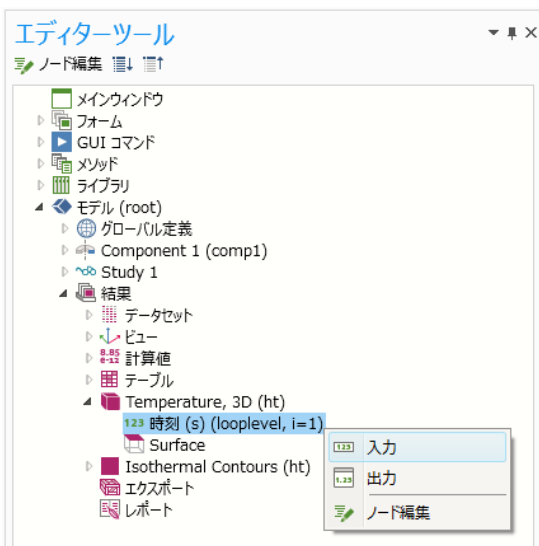 エディターツール
ノード編集
メインウィンドウ
フォーム
GUI コマンド
メソッド
ライブラリ
モデル (root)
グローバル定義
Component 1 (comp1)
Study 1
結果
データセット
ビュー
8.85
e-12 計算値
テーブル
Temperature, 3D (ht)
123 時刻 (s) (looplevel, i=1)
Surface
Isothermal Contours (ht)
エクスポート
レポート
123 入力
1.23 出力
ノード編集